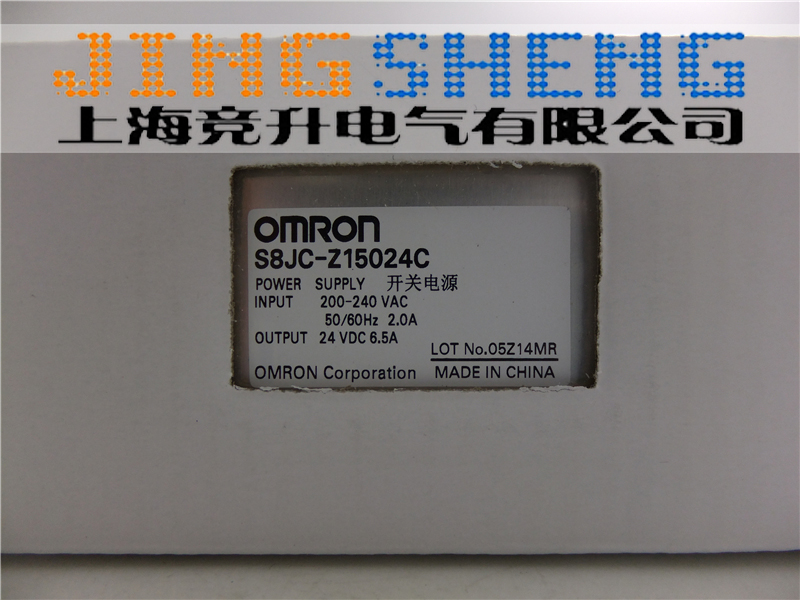 JINGSHENG
上海竞升电气有限公司
OMRON
S8JC-Z15024C
POWER SUPPLY 开关电源
INPUT 200-240 VAC
50/60Hz 2.0A
OUTPUT 24 VDC 6.5A
LOT No.05Z14MR
OMRON Corporation MADE IN CHINA